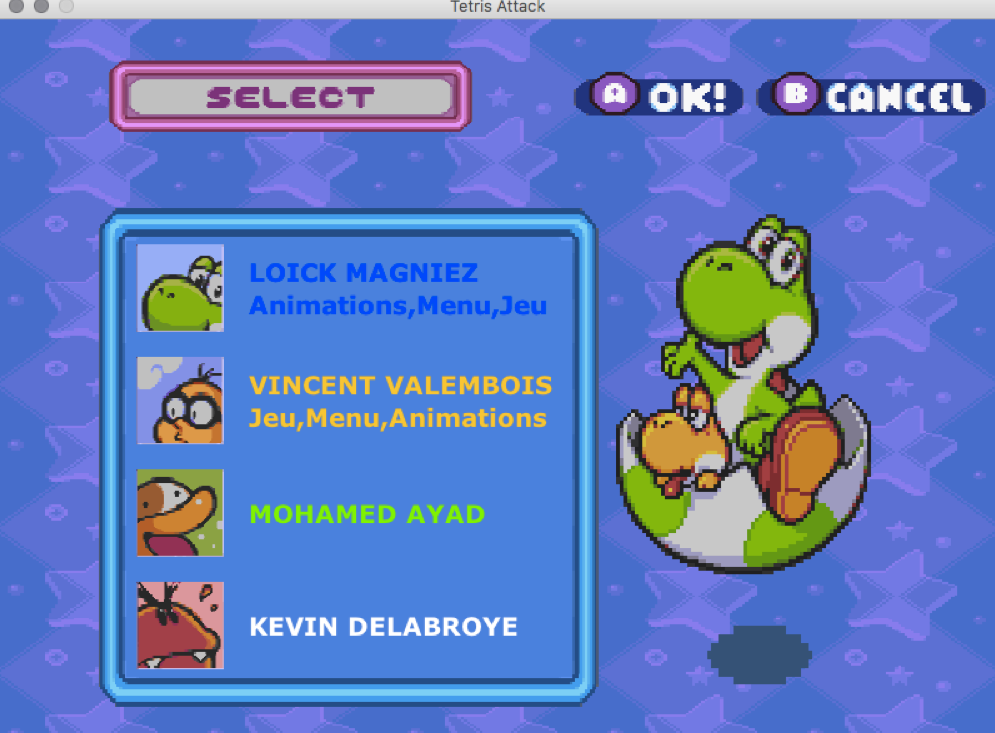 Tetris Attack
SELECT
A OK!
B CANCEL
LOICK MAGNIEZ
Animations,Menu,Jeu
VINCENT VALEMBOIS
Jeu,Menu,Animations
MOHAMED AYAD
KEVIN DELABROYE